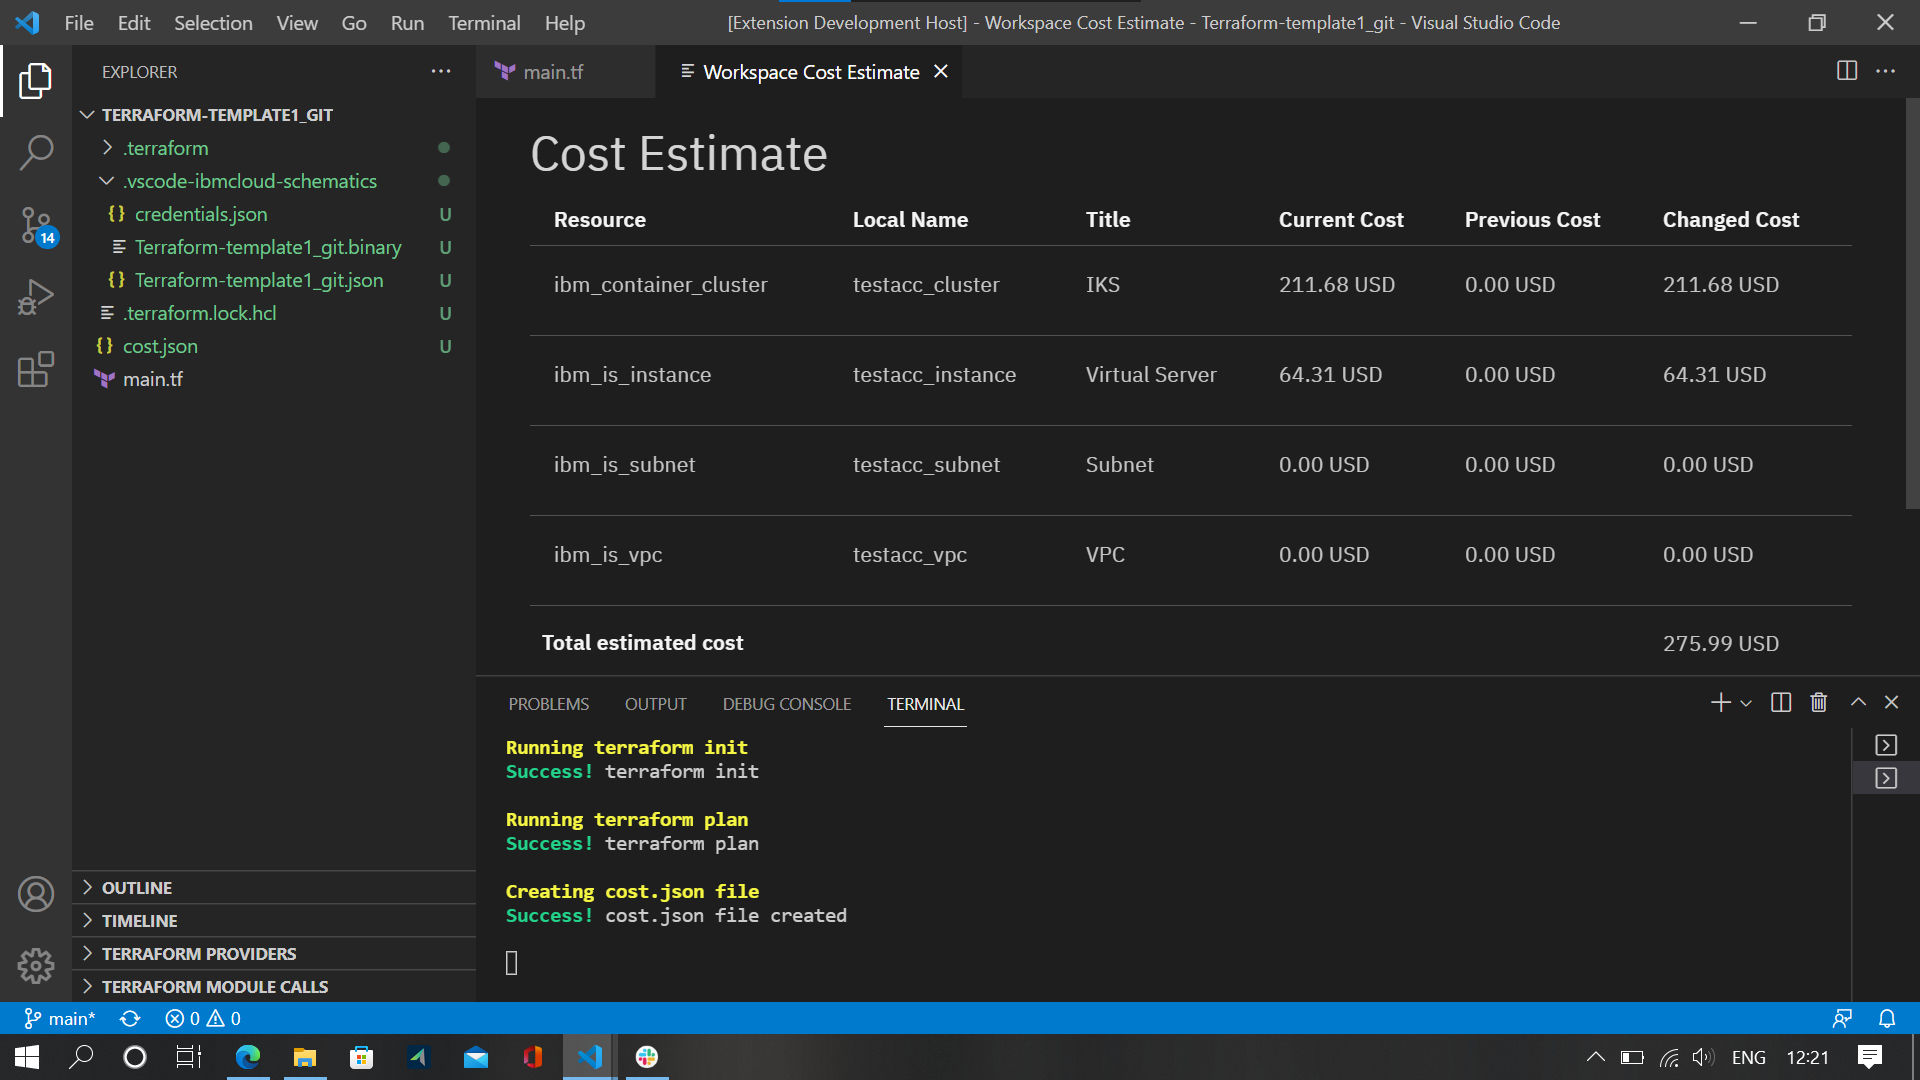 File Edit Selection View Go Run Terminal Help [Extension Development Host] - Workspace Cost Estimate - Terraform-template1_git - Visual Studio Code
EXPLORER
TERRAFORM-TEMPLATE1_GIT
.terraform
.vscode-ibmcloud-schematics
credentials.json U
Terraform-template1_git.binary U
Terraform-template1_git.json U
.terraform.lock.hcl U
cost.json U
main.tf
14
OUTLINE
TIMELINE
TERRAFORM PROVIDERS
TERRAFORM MODULE CALLS
main.tf Workspace Cost Estimate
Cost Estimate
Resource Local Name Title Current Cost Previous Cost Changed Cost
ibm_container_cluster testacc_cluster IKS 211.68 USD 0.00 USD 211.68 USD
ibm_is_instance testacc_instance Virtual Server 64.31 USD 0.00 USD 64.31 USD
ibm_is_subnet testacc_subnet Subnet 0.00 USD 0.00 USD 0.00 USD
ibm_is_vpc testacc_vpc VPC 0.00 USD 0.00 USD 0.00 USD
Total estimated cost 275.99 USD
PROBLEMS OUTPUT DEBUG CONSOLE TERMINAL
Running terraform init
Success! terraform init
Running terraform plan
Success! terraform plan
Creating cost.json file
Success! cost.json file created
main* 0 0
ENG 12:21